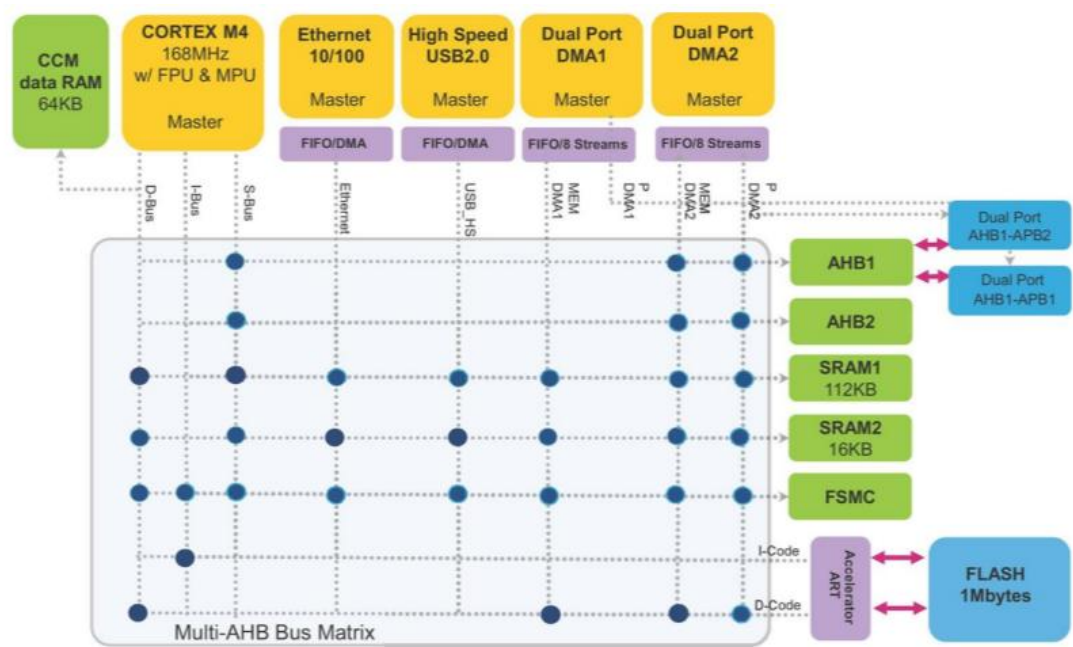 CCM
data RAM
64KB
CORTEX M4
168MHz
w/ FPU & MPU
Master
Ethernet
10/100
Master
High Speed
USB2.0
Master
Dual Port
DMA1
Master
Dual Port
DMA2
Master
FIFO/DMA
FIFO/DMA
FIFO/8 Streams
FIFO/8 Streams
D-Bus
I-Bus
S-Bus
Ethernet
USB_HS
MEM
DMA1
P
DMA1
MEM
DMA2
P
DMA2
Dual Port
AHB1-APB2
Dual Port
AHB1-APB1
AHB1
AHB2
SRAM1
112KB
SRAM2
16KB
FSMC
I-Code
D-Code
Accelerator
ART
FLASH
1Mbytes
Multi-AHB Bus Matrix